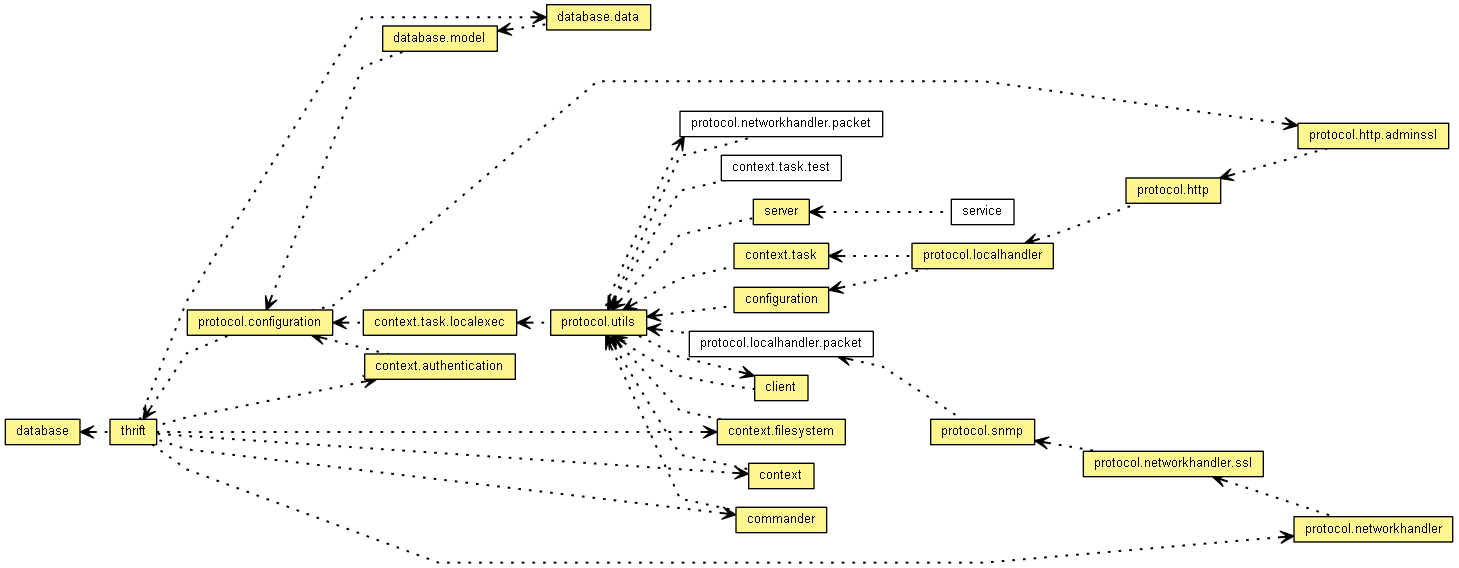 database.data
database.model
protocol.networkhandler.packet
protocol.http.adminssl
context.task.test
protocol.http
server
service
context.task
protocol.localhandler
configuration
protocol.configuration
context.task.localexec
protocol.utils
protocol.localhandler.packet
context.authentication
client
database
thrift
context.filesystem
protocol.snmp
protocol.networkhandler.ssl
context
commander
protocol.networkhandler